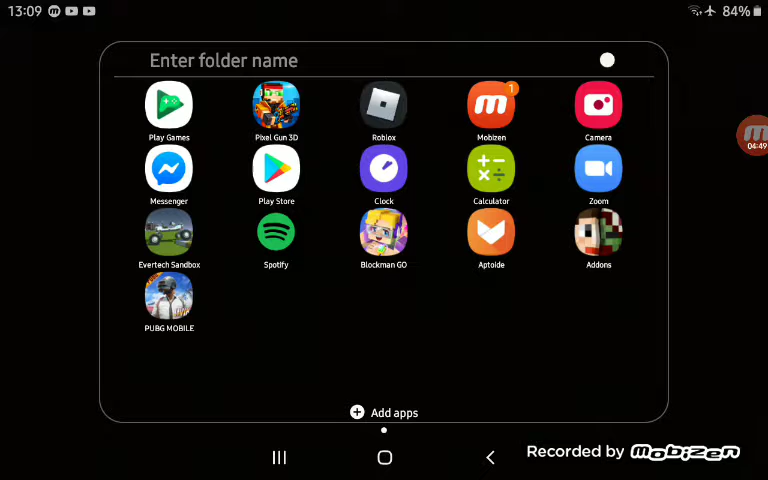 13:09
84%
Enter folder name
Play Games
Pixel Gun 3D
Roblox
1
Mobizen
Camera
04:49
Messenger
Play Store
Clock
Calculator
Zoom
Evertech Sandbox
Spotify
Blockman GO
Aptoide
Addons
PUBG MOBILE
Add apps
Recorded by mobizen